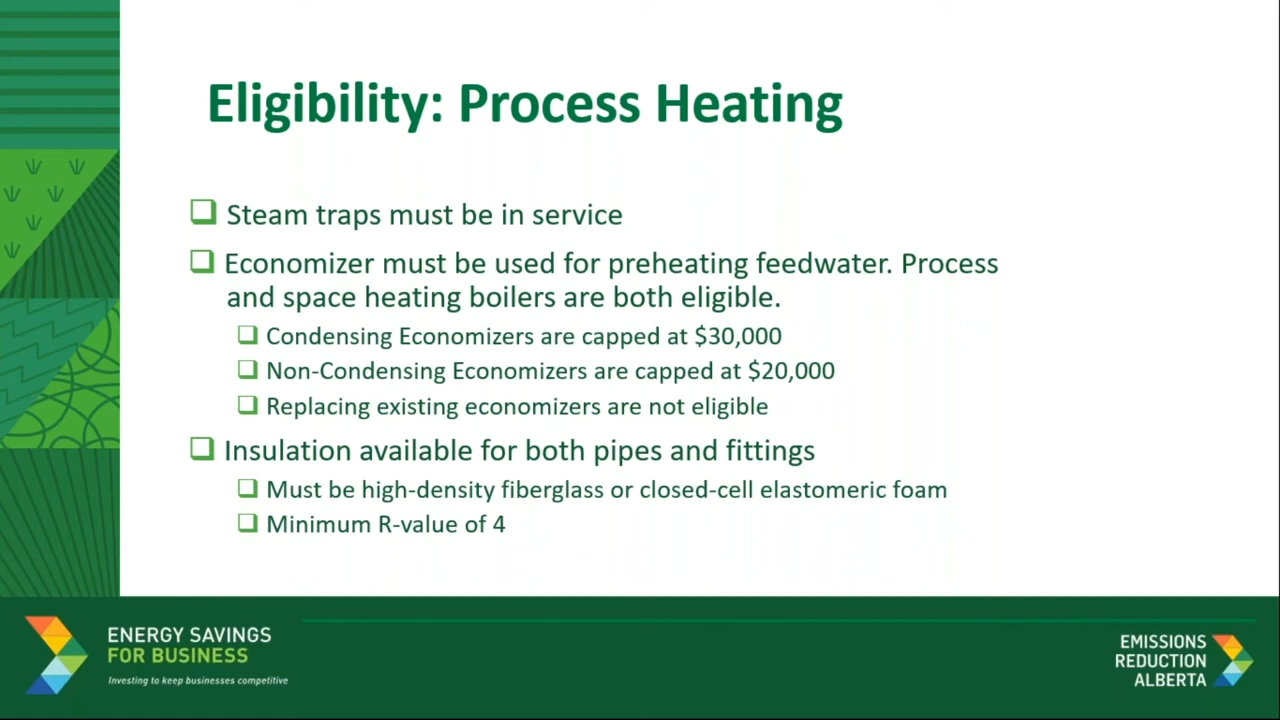 Eligibility: Process Heating
Steam traps must be in service
Economizer must be used for preheating feedwater. Process
and space heating boilers are both eligible.
Condensing Economizers are capped at $30,000
Non-Condensing Economizers are capped at $20,000
Replacing existing economizers are not eligible
Insulation available for both pipes and fittings
Must be high-density fiberglass or closed-cell elastomeric foam
Minimum R-value of 4
ENERGY SAVINGS
FOR BUSINESS
Investing to keep businesses competitive
EMISSIONS
REDUCTION
ALBERTA